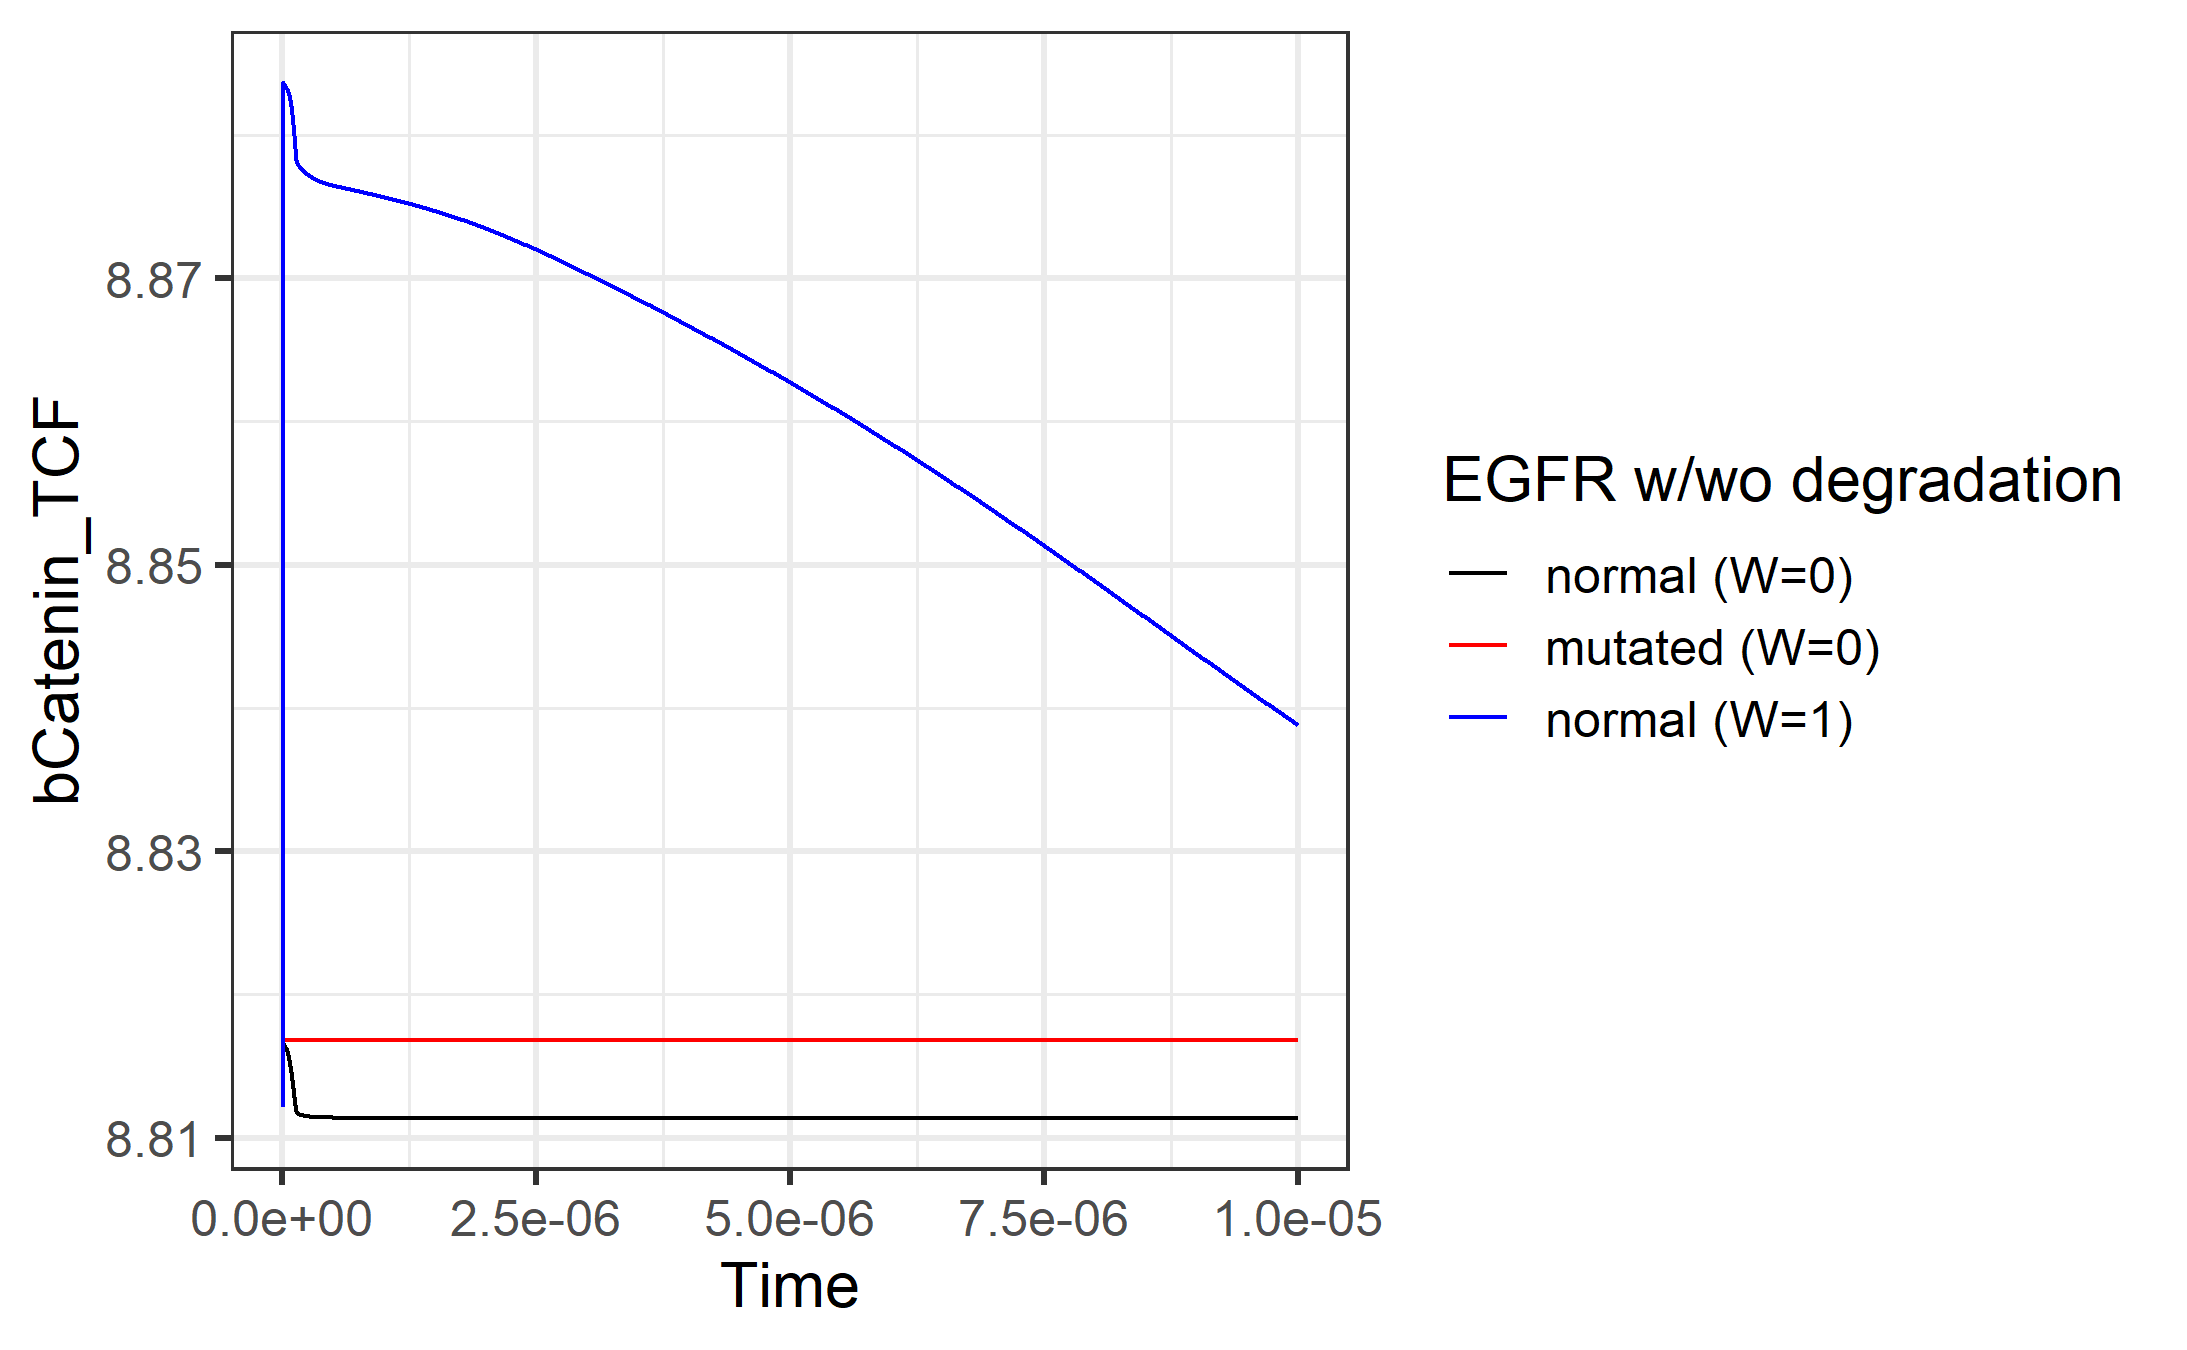 bCatenin_TCF
8.87
8.85
8.83
8.81
0.0e+00 2.5e-06 5.0e-06 7.5e-06 1.0e-05
Time
EGFR w/wo degradation
normal (W=0)
mutated (W=0)
normal (W=1)